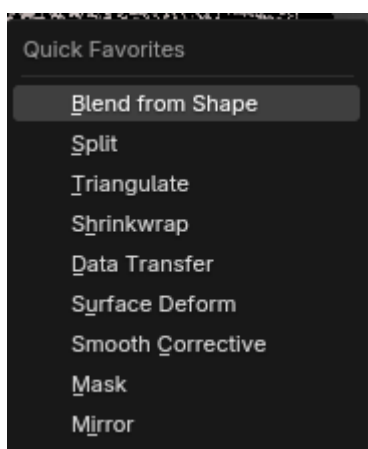 Quick Favorites
Blend from Shape
Split
Triangulate
Shrinkwrap
Data Transfer
Surface Deform
Smooth Corrective
Mask
Mirror